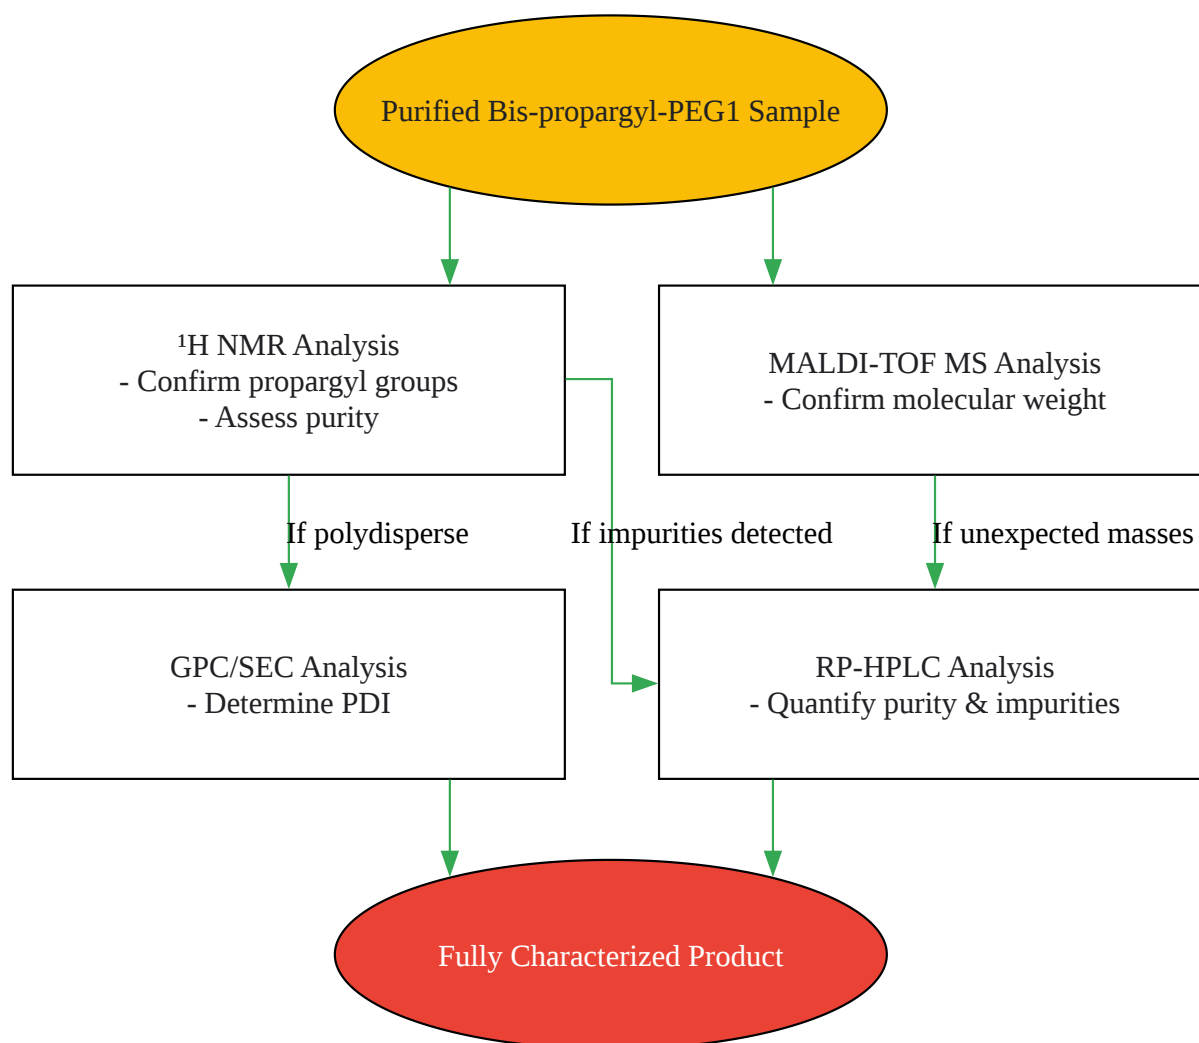 Purified Bis-propargyl-PEG1 Sample
¹H NMR Analysis
- Confirm propargyl groups
- Assess purity
MALDI-TOF MS Analysis
- Confirm molecular weight
If polydisperse
If impurities detected
If unexpected masses
GPC/SEC Analysis
- Determine PDI
RP-HPLC Analysis
- Quantify purity & impurities
Fully Characterized Product